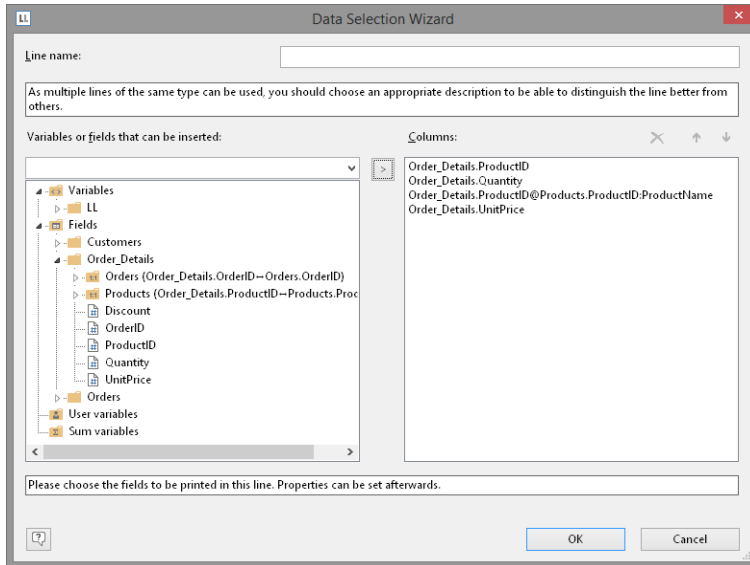 LL
Data Selection Wizard
Line name:
As multiple lines of the same type can be used, you should choose an appropriate description to be able to distinguish the line better from
others.
Variables or fields that can be inserted:
Variables
LL
Fields
Customers
Order_Details
Orders (Order_Details.OrderID↔Orders.OrderID)
Products (Order_Details.ProductID↔Products.Proc
Discount
OrderID
ProductID
Quantity
UnitPrice
Orders
User variables
Sum variables
Columns:
Order_Details.ProductID
Order_Details.Quantity
Order_Details.ProductID@Products.ProductID:ProductName
Order_Details.UnitPrice
Please choose the fields to be printed in this line. Properties can be set afterwards.
OK
Cancel